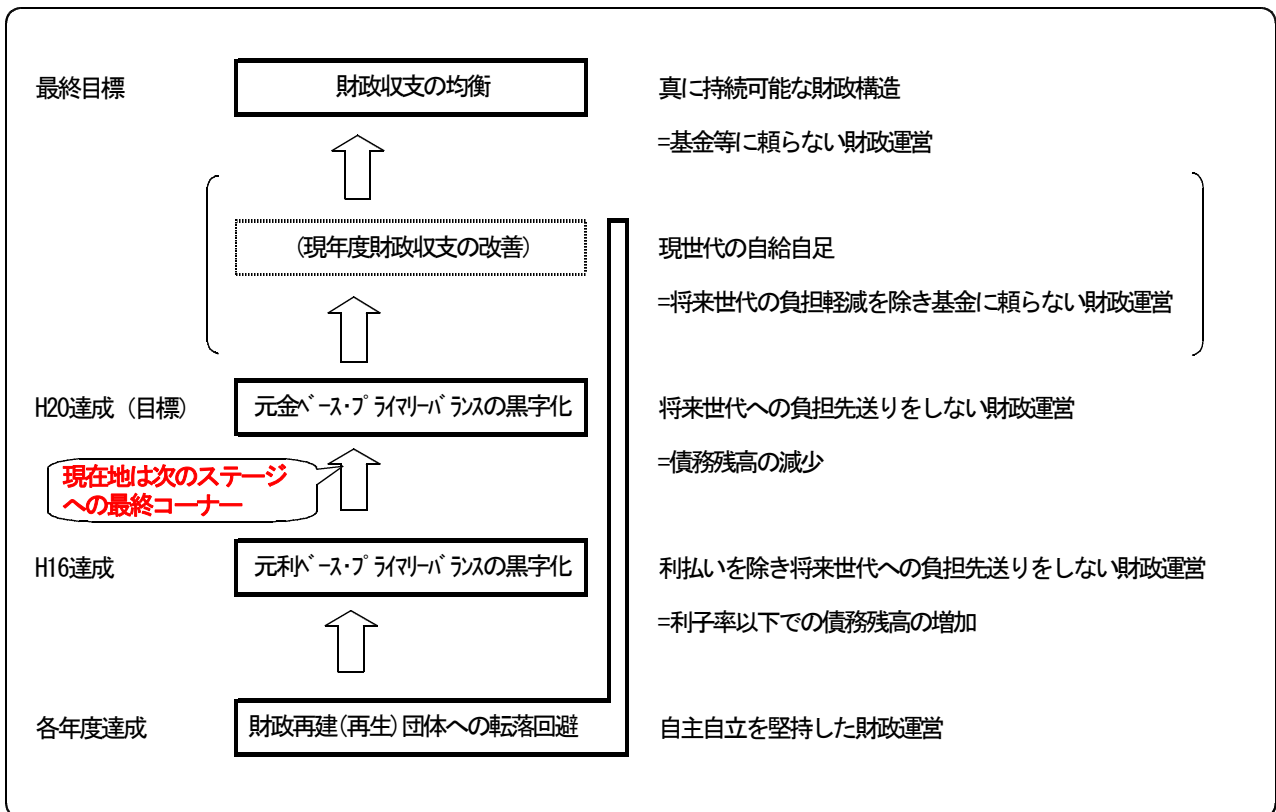 最終目標
財政収支の均衡
真に持続可能な財政構造
=基金等に頼らない財政運営
(現年度財政収支の改善)
現世代の自給自足
=将来世代の負担軽減を除き基金に頼らない財政運営
H20達成（目標）
元金ﾍﾞｰｽ･ﾌﾟﾗｲﾏﾘｰﾊﾞﾗﾝｽの黒字化
将来世代への負担先送りをしない財政運営
=債務残高の減少
現在地は次のステージ
への最終コーナー
H16達成
元利ﾍﾞｰｽ･ﾌﾟﾗｲﾏﾘｰﾊﾞﾗﾝｽの黒字化
利払いを除き将来世代への負担先送りをしない財政運営
=利子率以下での債務残高の増加
各年度達成
財政再建(再生)団体への転落回避
自主自立を堅持した財政運営